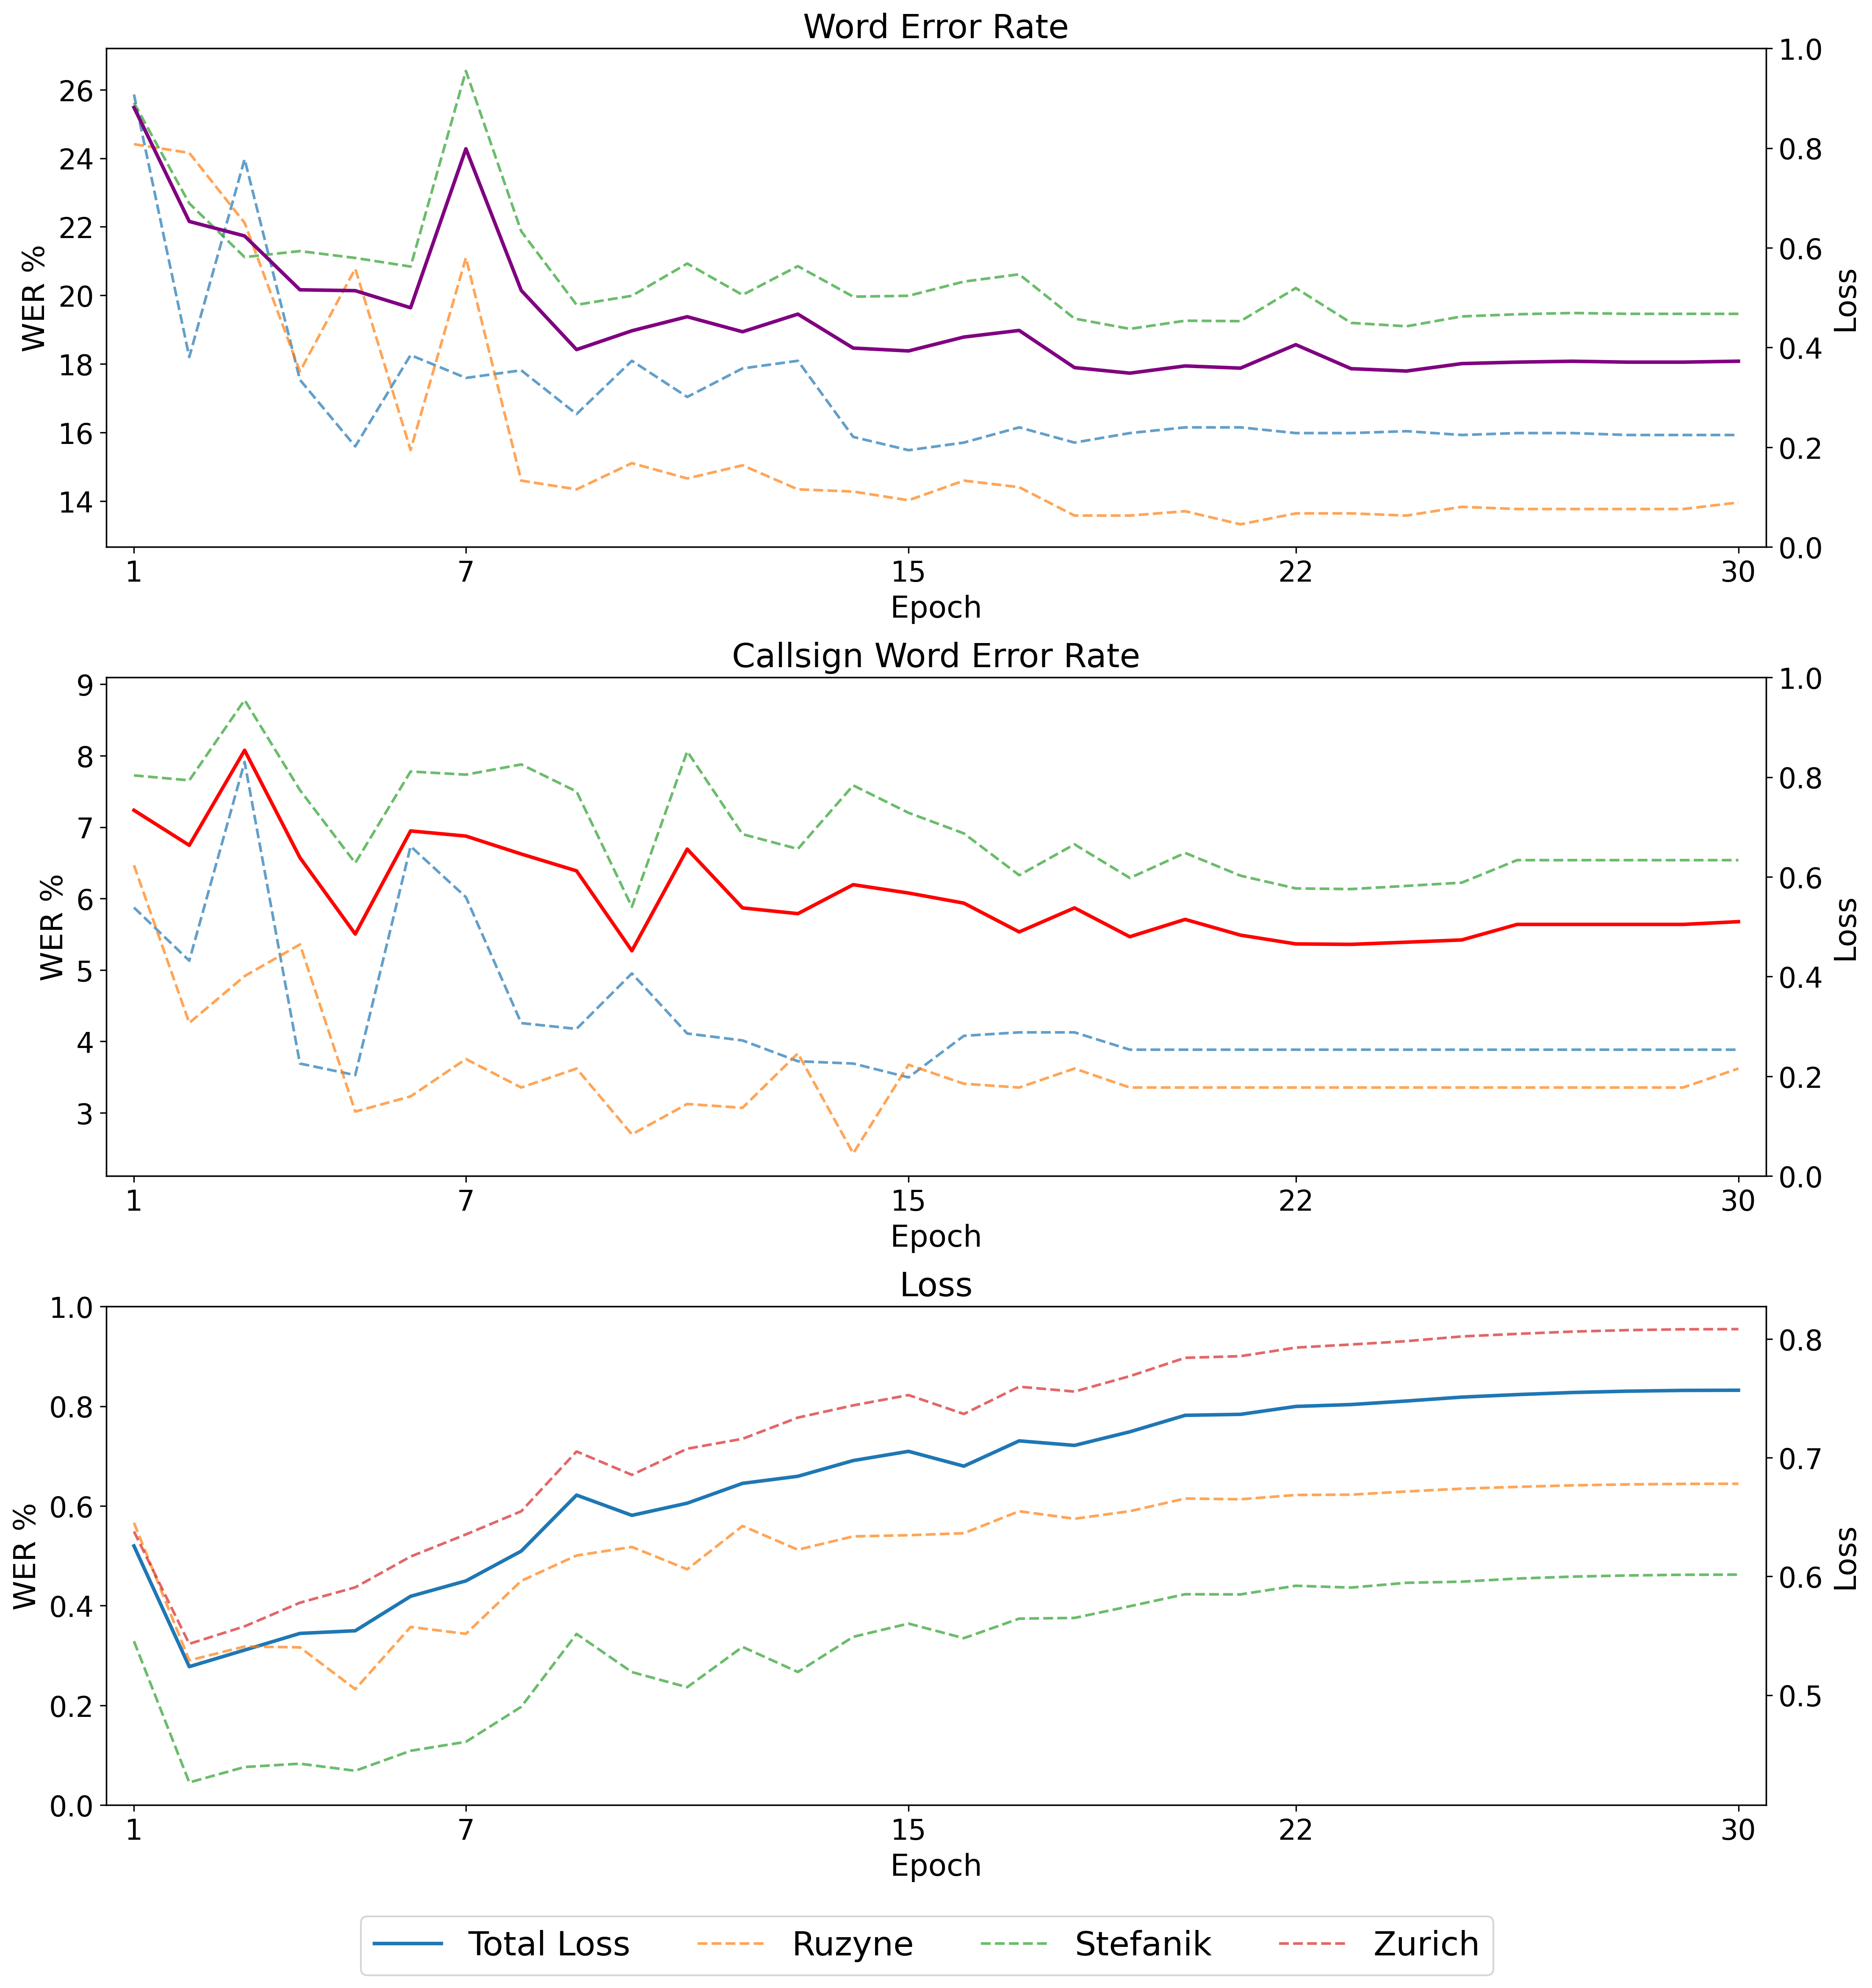 Word Error Rate
26
24
22
20
18
16
14
WER %
1.0
0.8
0.6
0.4
0.2
0.0
Loss
1 7 15 22 30
Epoch
Callsign Word Error Rate
9
8
7
6
5
4
3
WER %
1.0
0.8
0.6
0.4
0.2
0.0
Loss
1 7 15 22 30
Epoch
Loss
1.0
0.8
0.6
0.4
0.2
0.0
WER %
0.8
0.7
0.6
0.5
Loss
1 7 15 22 30
Epoch
Total Loss Ruzyne Stefanik Zurich